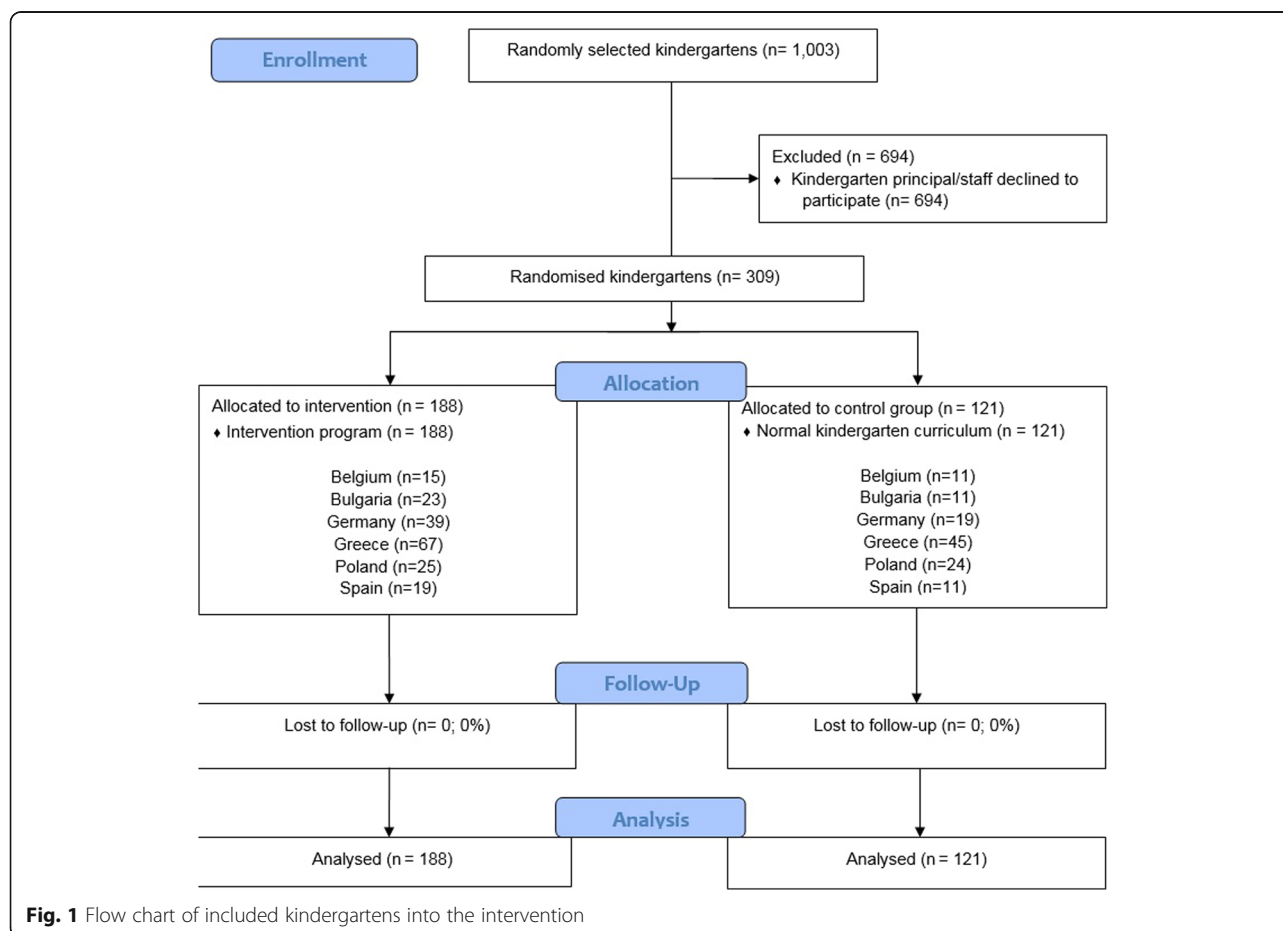 Enrollment
Randomly selected kindergartens (n= 1,003)
Excluded (n = 694)
♦ Kindergarten principal/staff declined to
participate (n= 694)
Randomised kindergartens (n= 309)
Allocation
Allocated to intervention (n = 188)
♦ Intervention program (n = 188)
Belgium (n=15)
Bulgaria (n=23)
Germany (n=39)
Greece (n=67)
Poland (n=25)
Spain (n=19)
Allocated to control group (n = 121)
♦ Normal kindergarten curriculum (n = 121)
Belgium (n=11)
Bulgaria (n=11)
Germany (n=19)
Greece (n=45)
Poland (n=24)
Spain (n=11)
Follow-Up
Lost to follow-up (n= 0; 0%)
Lost to follow-up (n= 0; 0%)
Analysis
Analysed (n = 188)
Analysed (n = 121)
Fig. 1 Flow chart of included kindergartens into the intervention